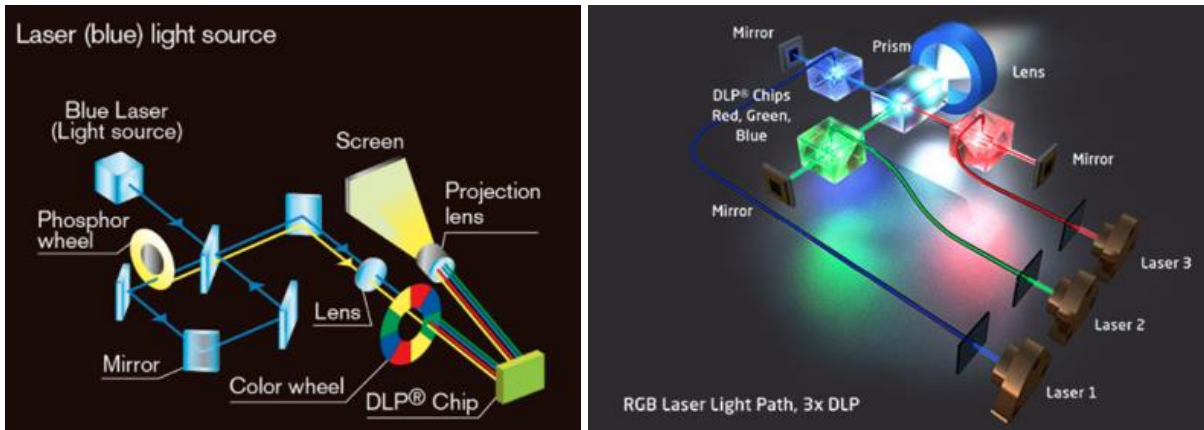 Laser (blue) light source
Blue Laser
(Light source)
Screen
Projection
lens
Phosphor
wheel
Lens
Mirror
Color wheel
DLP® Chip
Mirror
Prism
Lens
DLP® Chips
Red, Green,
Blue
Mirror
Mirror
Laser 3
Laser 2
Laser 1
RGB Laser Light Path, 3x DLP